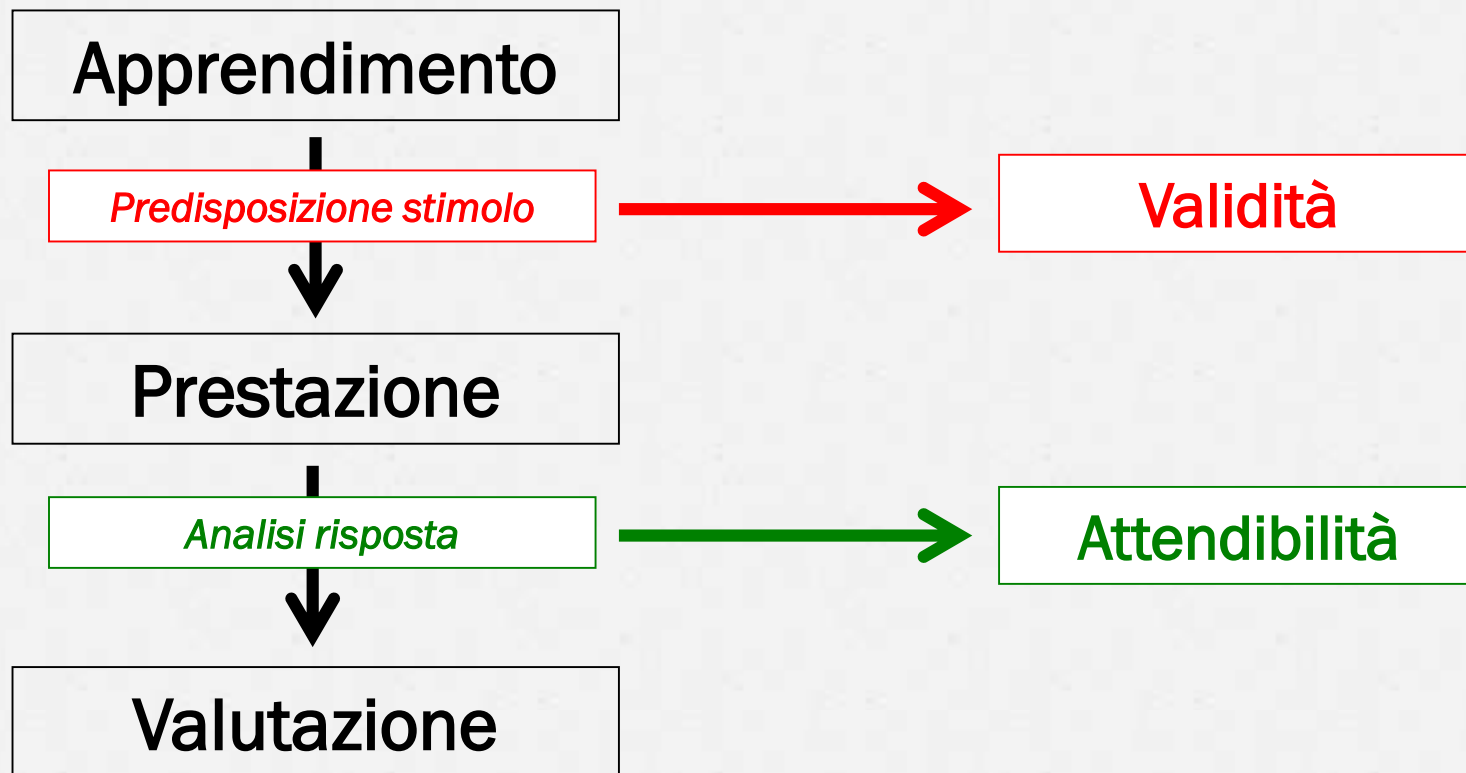 Apprendimento
Predisposizione stimolo
Validità
Prestazione
Analisi risposta
Attendibilità
Valutazione